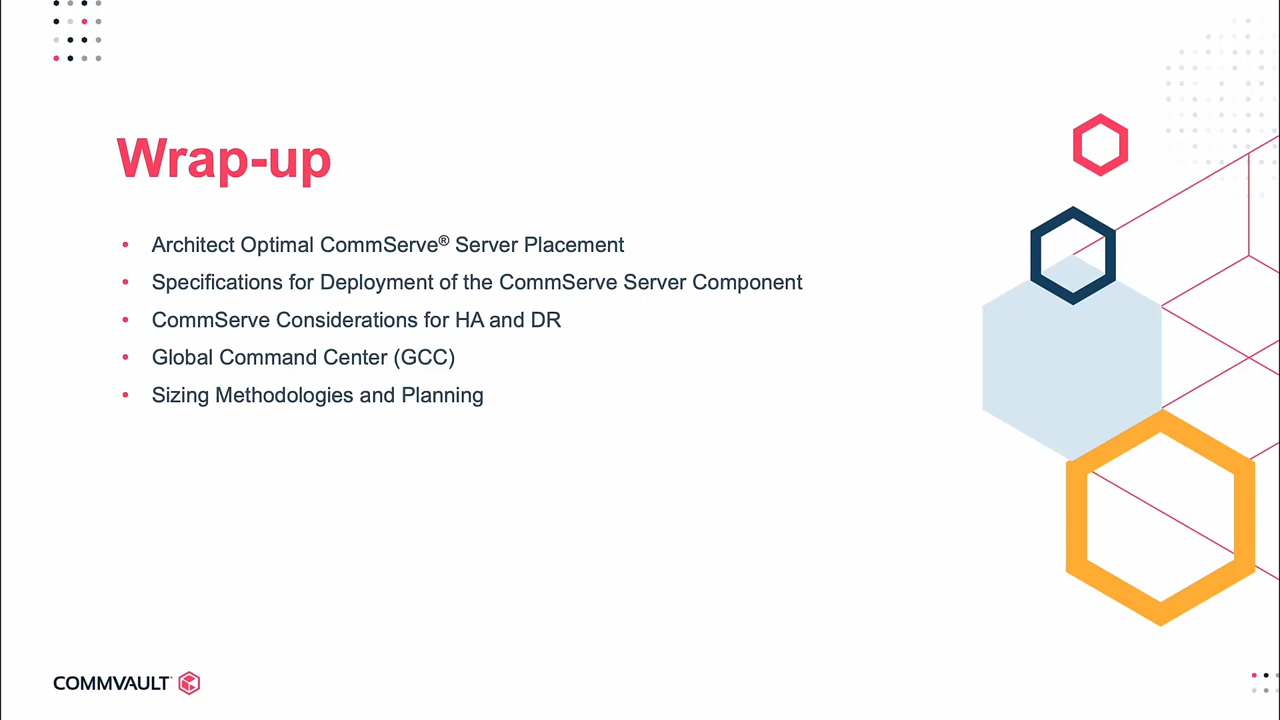 Wrap-up
• Architect Optimal CommServe® Server Placement
• Specifications for Deployment of the CommServe Server Component
• CommServe Considerations for HA and DR
• Global Command Center (GCC)
• Sizing Methodologies and Planning
COMMVAULT